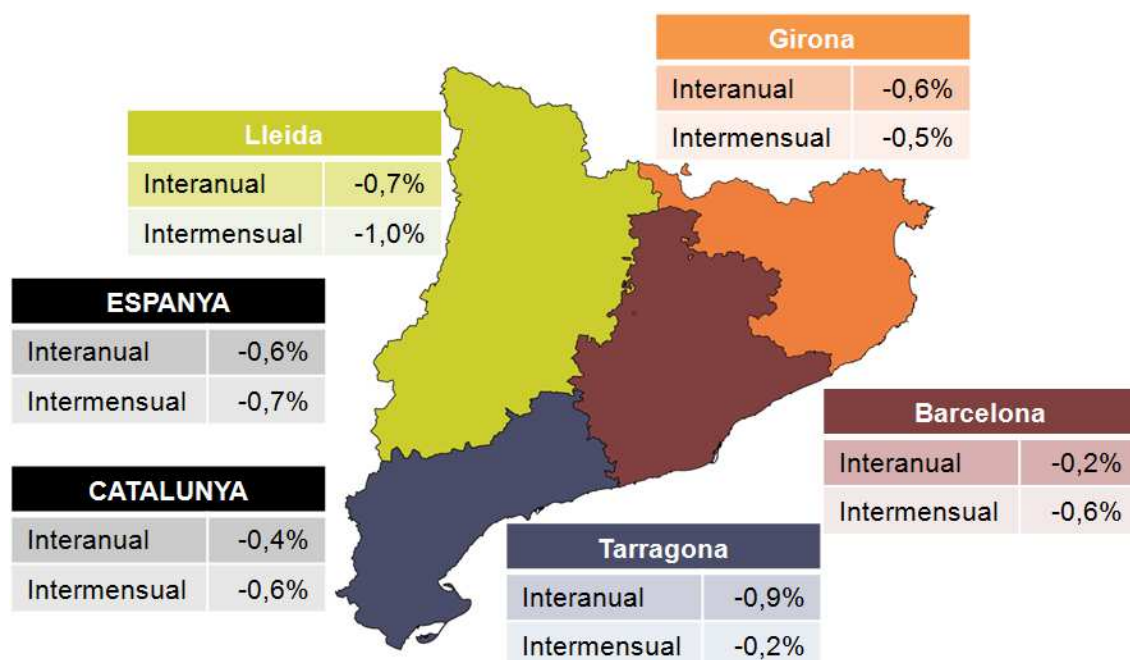 Girona
Interanual -0,6%
Intermensual -0,5%
Lleida
Interanual -0,7%
Intermensual -1,0%
ESPANYA
Interanual -0,6%
Intermensual -0,7%
Barcelona
Interanual -0,2%
Intermensual -0,6%
CATALUNYA
Interanual -0,4%
Intermensual -0,6%
Tarragona
Interanual -0,9%
Intermensual -0,2%